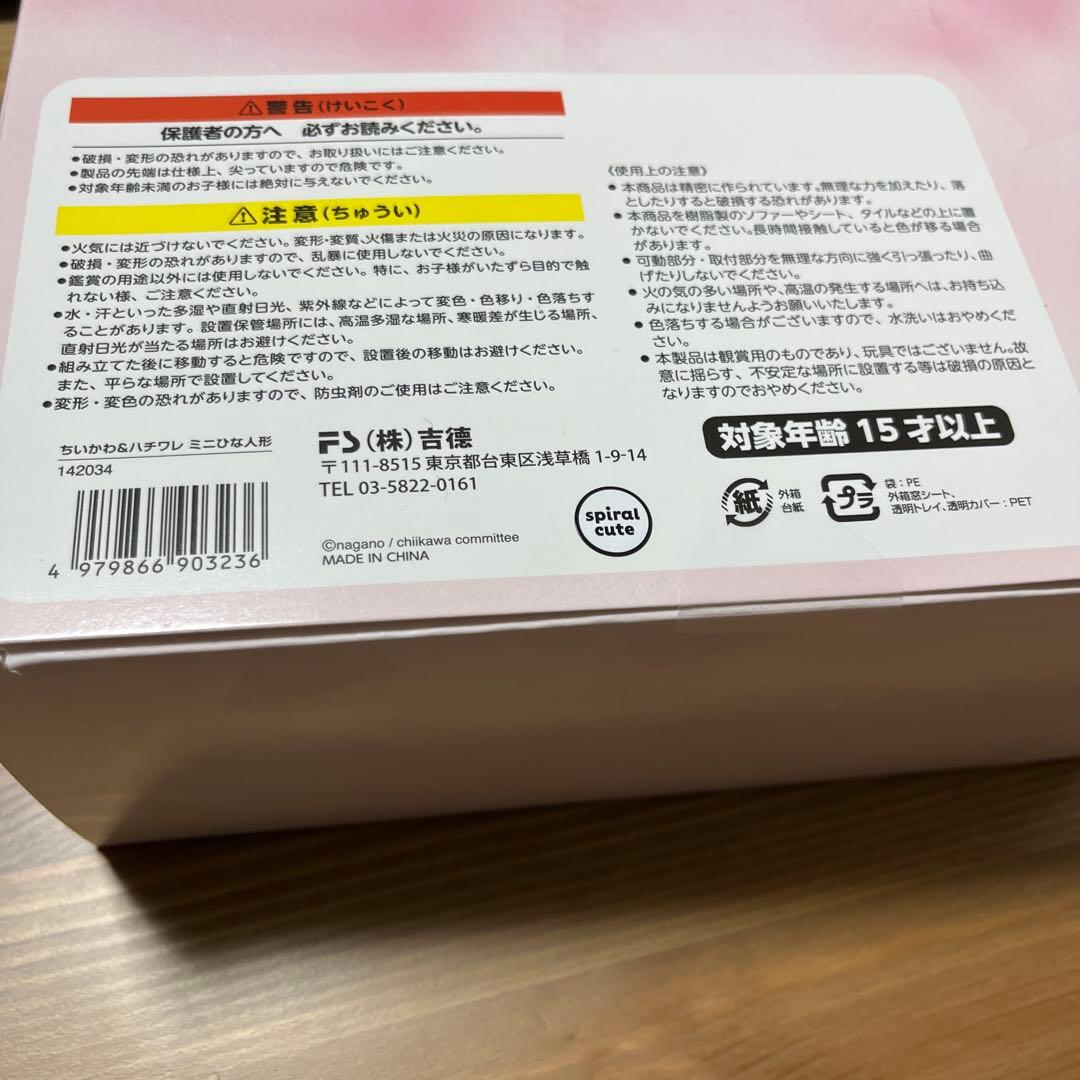 ⚠警告(けいこく)
保護者の方へ 必ずお読みください。
●破損・変形の恐れがありますので、お取り扱いにはご注意ください。
●製品の先端は仕様上、尖っていますので危険です。
●対象年齢未満のお子様には絶対に与えないでください。
⚠注意(ちゅうい)
●火気には近づけないでください。変形・変質、火傷または火災の原因になります。
●破損・変形の恐れがありますので、乱暴に使用しないでください。
●鑑賞の用途以外には使用しないでください。特に、お子様がいたずら目的で触
れない様、ご注意ください。
●水・汗といった多湿や直射日光、紫外線などによって変色・色移り・色落ちす
ることがあります。設置保管場所には、高温多湿な場所、寒暖差が生じる場所、
直射日光が当たる場所はお避けください。
●組み立てた後に移動すると危険ですので、設置後の移動はお避けください。
また、平らな場所で設置してください。
●変形・変色の恐れがありますので、防虫剤のご使用はご注意ください。
《使用上の注意》
●本商品は精密に作られています。無理な力を加えたり、落
としたりすると破損する恐れがあります。
●本商品を樹脂製のソファーやシート、タイルなどの上に置
かないでください。長時間接触していると色が移る場合
があります。
●可動部分・取付部分を無理な方向に強く引っ張ったり、曲
げたりしないでください。
●火の気の多い場所や、高温の発生する場所へは、お持ち込
みになりませんようお願いいたします。
●色落ちする場合がございますので、水洗いはおやめくだ
さい。
●本製品は観賞用のものであり、玩具ではございません。故
意に揺らす、不安定な場所に設置する等は破損の原因と
なりますのでおやめください。
対象年齢15才以上
ちいかわ&ハチワレ ミニひな人形
142034
4 979866 903236
(株)吉德
〒111-8515 東京都台東区浅草橋 1-9-14
TEL 03-5822-0161
©nagano / chiikawa committee
MADE IN CHINA
spiral
cute
紙
外箱
台紙
プラ
袋:PE
外箱窓シート、
透明トレイ、透明カバー:PET